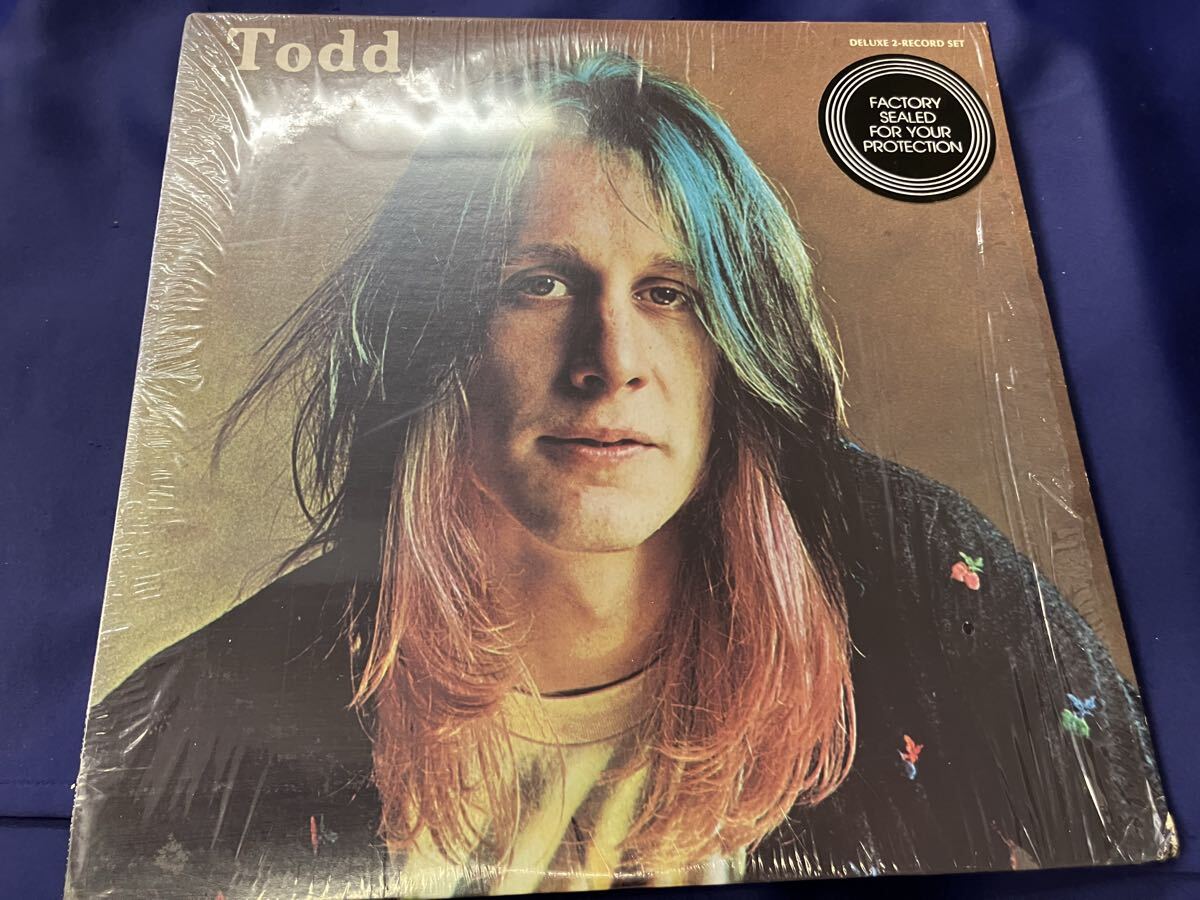 Todd
DELUXE 2-RECORD SET
FACTORY
SEALED
FOR YOUR
PROTECTION